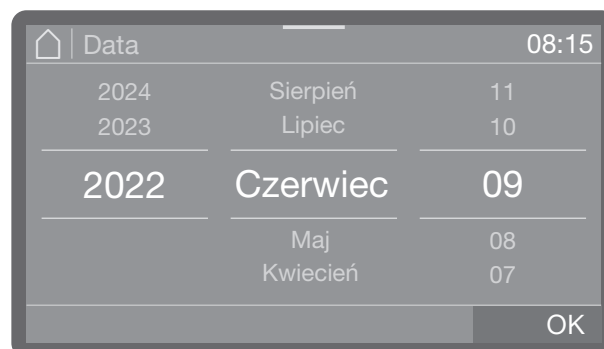 Data 08:15
2024 Sierpień 11
2023 Lipiec 10
2022 Czerwiec 09
Maj 08
Kwiecień 07
OK